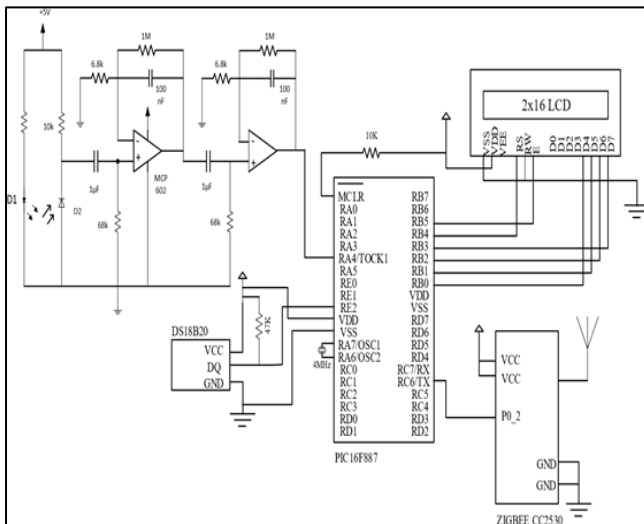 +5V
1M
1M
6.8k
6.8k
100
nF
100
nF
10k
1µF
1µF
MCP
602
D1
D2
68k
68k
2x16 LCD
VSS
VDD
VEE
RS
RW
E
D0
D1
D2
D3
D4
D5
D6
D7
10K
MCLR
RA0
RA1
RA2
RA3
RA4/TOCK1
RA5
RE0
RE1
RE2
VDD
VSS
RA7/OSC1
RA6/OSC2
RC0
RC1
RC2
RC3
RD0
RD1
RB7
RB6
RB5
RB4
RB3
RB2
RB1
RB0
VDD
VSS
RD7
RD6
RD5
RD4
RC7/RX
RC6/TX
RC5
RC4
RD3
RD2
PIC16F887
4MHz
47K
DS18B20
VCC
DQ
GND
VCC
VCC
P0_2
GND
GND
ZIGBEE CC2530